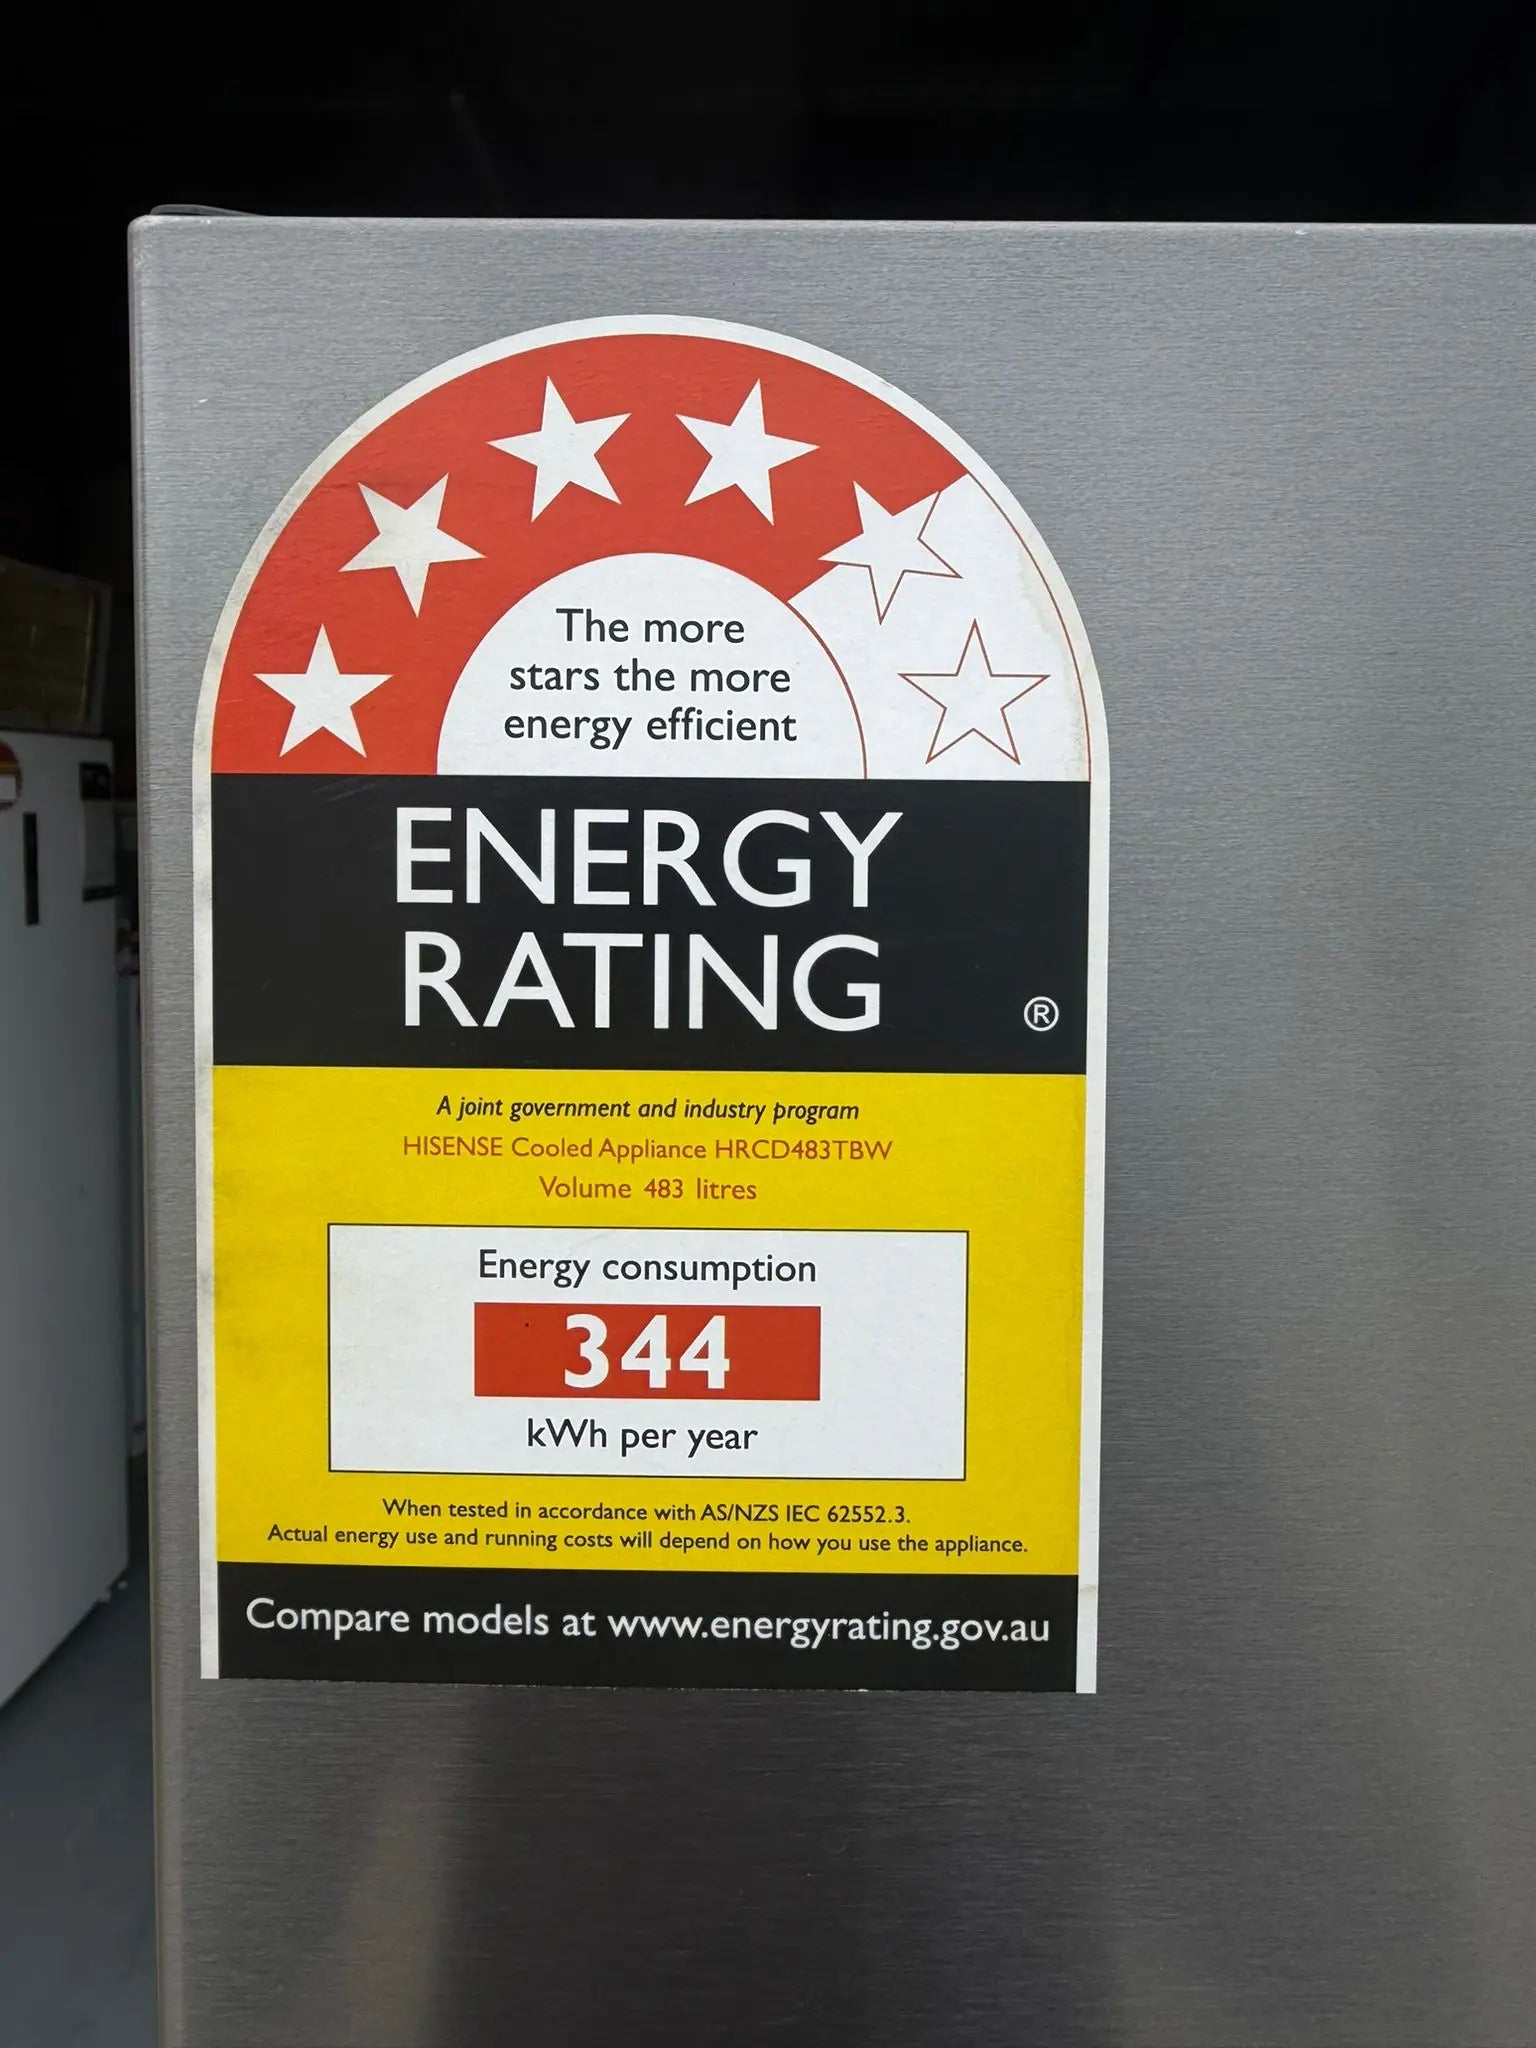 The more
stars the more
energy efficient
ENERGY
RATING
®
A joint government and industry program
HISENSE Cooled Appliance HRCD483TBW
Volume 483 litres
Energy consumption
344
kWh per year
When tested in accordance with AS/NZS IEC 62552.3.
Actual energy use and running costs will depend on how you use the appliance.
Compare models at www.energyrating.gov.au